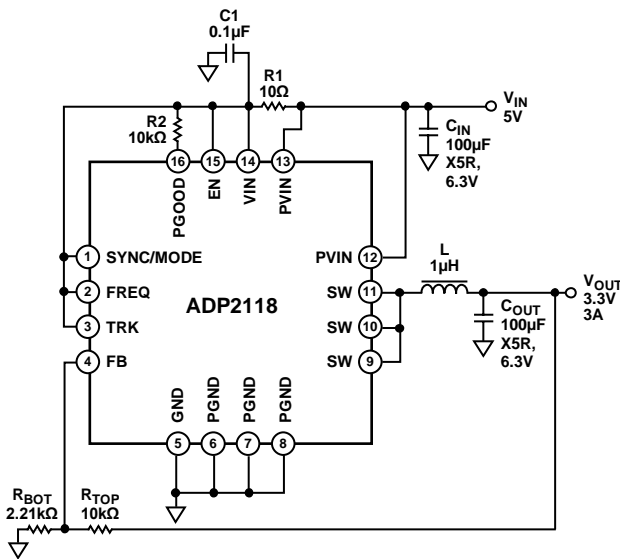 C1
0.1µF
R1
10Ω
R2
10kΩ
VIN
5V
CIN
100µF
X5R,
6.3V
16
15
14
13
PGOOD
EN
VIN
PVIN
1
SYNC/MODE
2
FREQ
3
TRK
4
FB
ADP2118
PVIN
12
SW
11
SW
10
SW
9
L
1µH
VOUT
3.3V
3A
COUT
100µF
X5R,
6.3V
GND
PGND
PGND
PGND
5
6
7
8
RBOT
2.21kΩ
RTOP
10kΩ